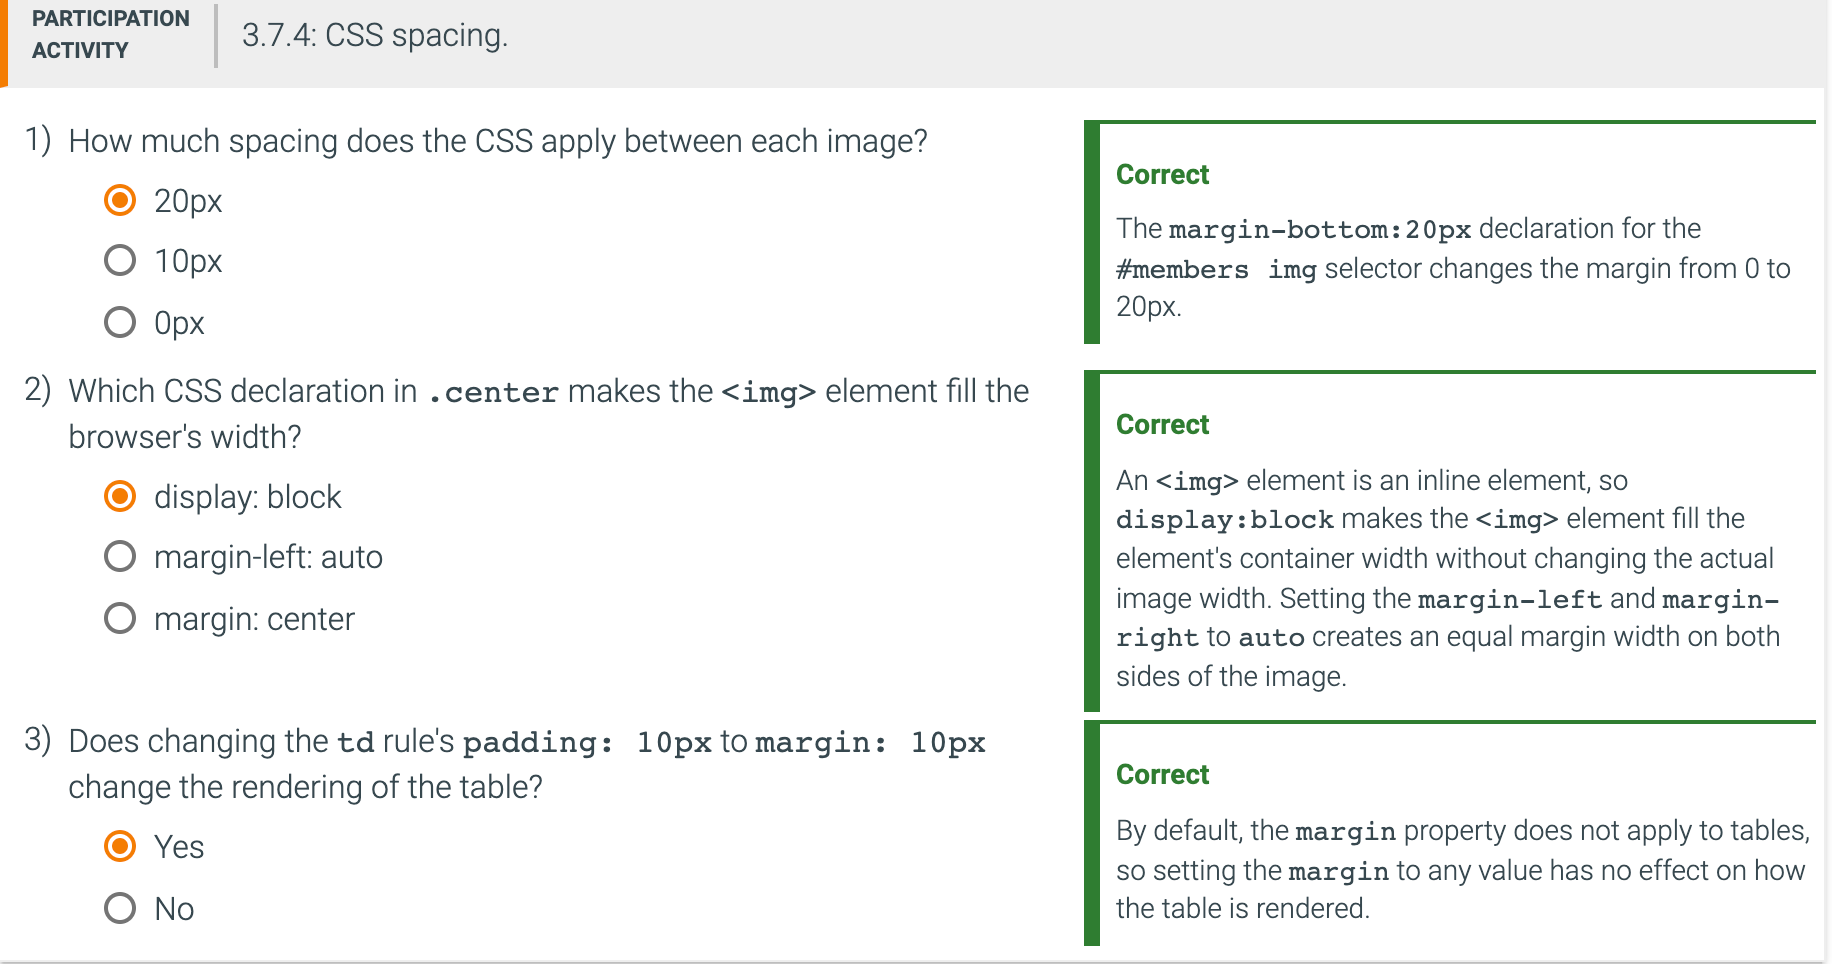 PARTICIPATION
ACTIVITY
3.7.4: CSS spacing.
1) How much spacing does the CSS apply between each image?
20px
10px
0px
Correct
The margin-bottom:20px declaration for the
#members img selector changes the margin from 0 to
20px.
2) Which CSS declaration in .center makes the <img> element fill the
browser's width?
display: block
margin-left: auto
margin: center
Correct
An <img> element is an inline element, so
display:block makes the <img> element fill the
element's container width without changing the actual
image width. Setting the margin-left and margin-
right to auto creates an equal margin width on both
sides of the image.
3) Does changing the td rule's padding: 10px to margin: 10px
change the rendering of the table?
Yes
No
Correct
By default, the margin property does not apply to tables,
so setting the margin to any value has no effect on how
the table is rendered.